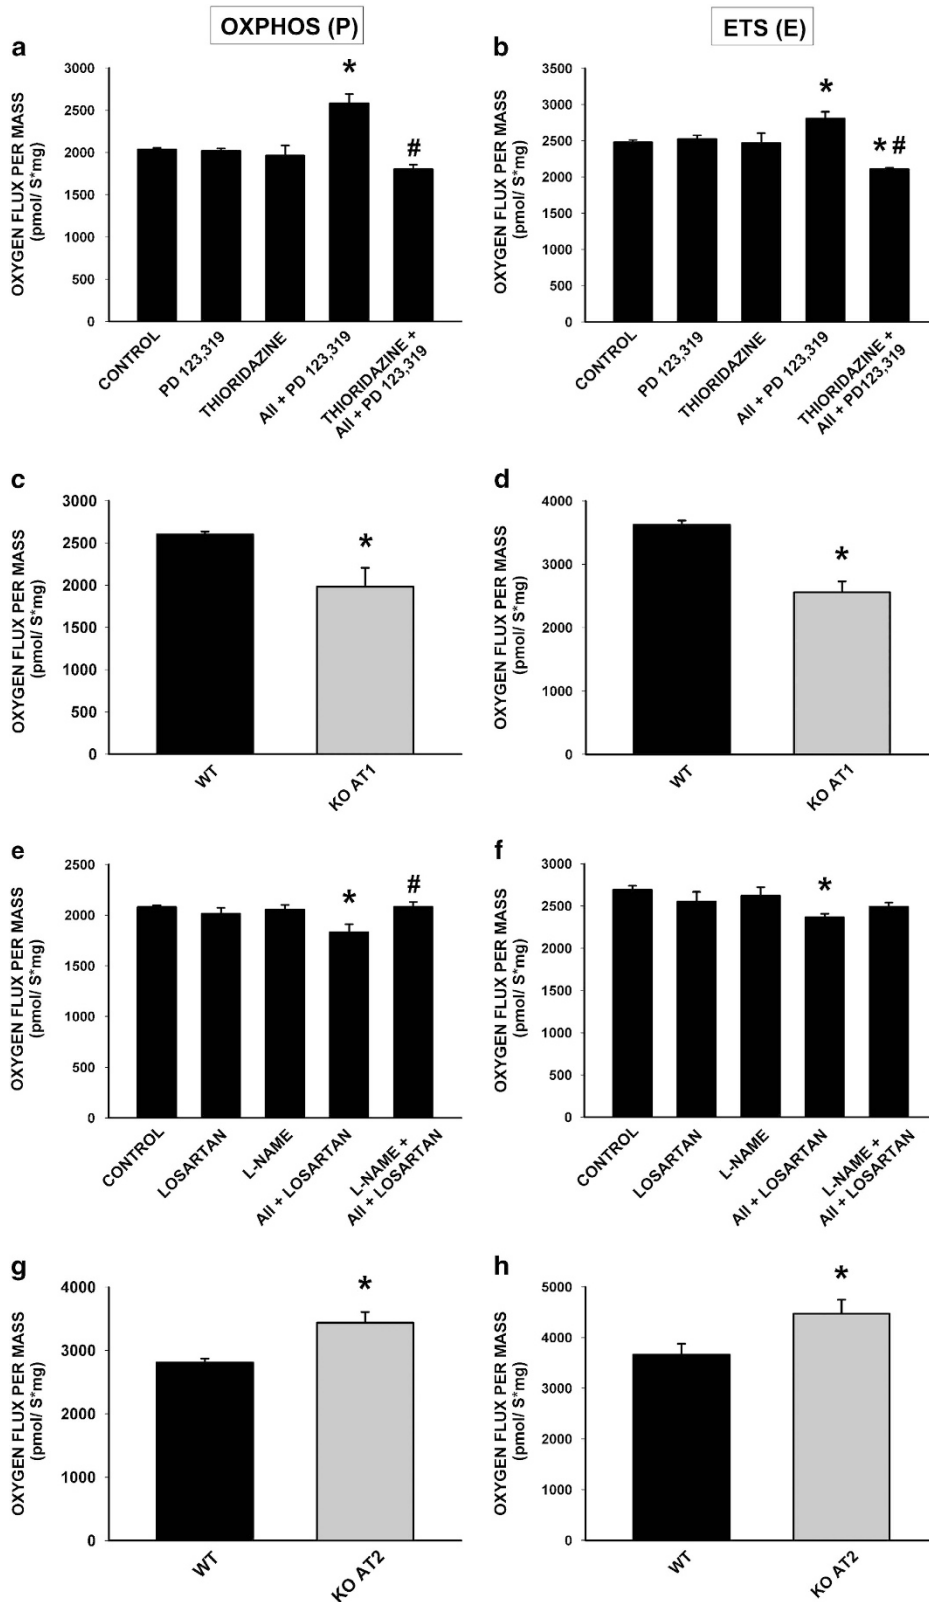 OXPHOS (P)
ETS (E)
a
OXYGEN FLUX PER MASS
(pmol/ S*mg)
3000
2500
2000
1500
1000
500
0
*
#
CONTROL
PD 123,319
THIORIDAZINE
AII + PD 123,319
THIORIDAZINE +
AII + PD 123,319
b
OXYGEN FLUX PER MASS
(pmol/ S*mg)
3500
3000
2500
2000
1500
1000
500
0
*
* #
CONTROL
PD 123,319
THIORIDAZINE
AII + PD 123,319
THIORIDAZINE +
AII + PD123,319
c
OXYGEN FLUX PER MASS
(pmol/ S*mg)
3000
2500
2000
1500
1000
500
0
*
WT
KO AT1
d
OXYGEN FLUX PER MASS
(pmol/ S*mg)
4000
3000
2000
1000
0
*
WT
KO AT1
e
OXYGEN FLUX PER MASS
(pmol/ S*mg)
2500
2000
1500
1000
500
0
*
#
CONTROL
LOSARTAN
L-NAME
AII + LOSARTAN
L-NAME +
AII + LOSARTAN
f
OXYGEN FLUX PER MASS
(pmol/ S*mg)
3000
2500
2000
1500
1000
500
0
*
CONTROL
LOSARTAN
L-NAME
AII + LOSARTAN
L-NAME +
AII + LOSARTAN
g
OXYGEN FLUX PER MASS
(pmol/ S*mg)
4000
3000
2000
1000
0
*
WT
KO AT2
h
OXYGEN FLUX PER MASS
(pmol/ S*mg)
5000
4000
3000
2000
1000
0
*
WT
KO AT2